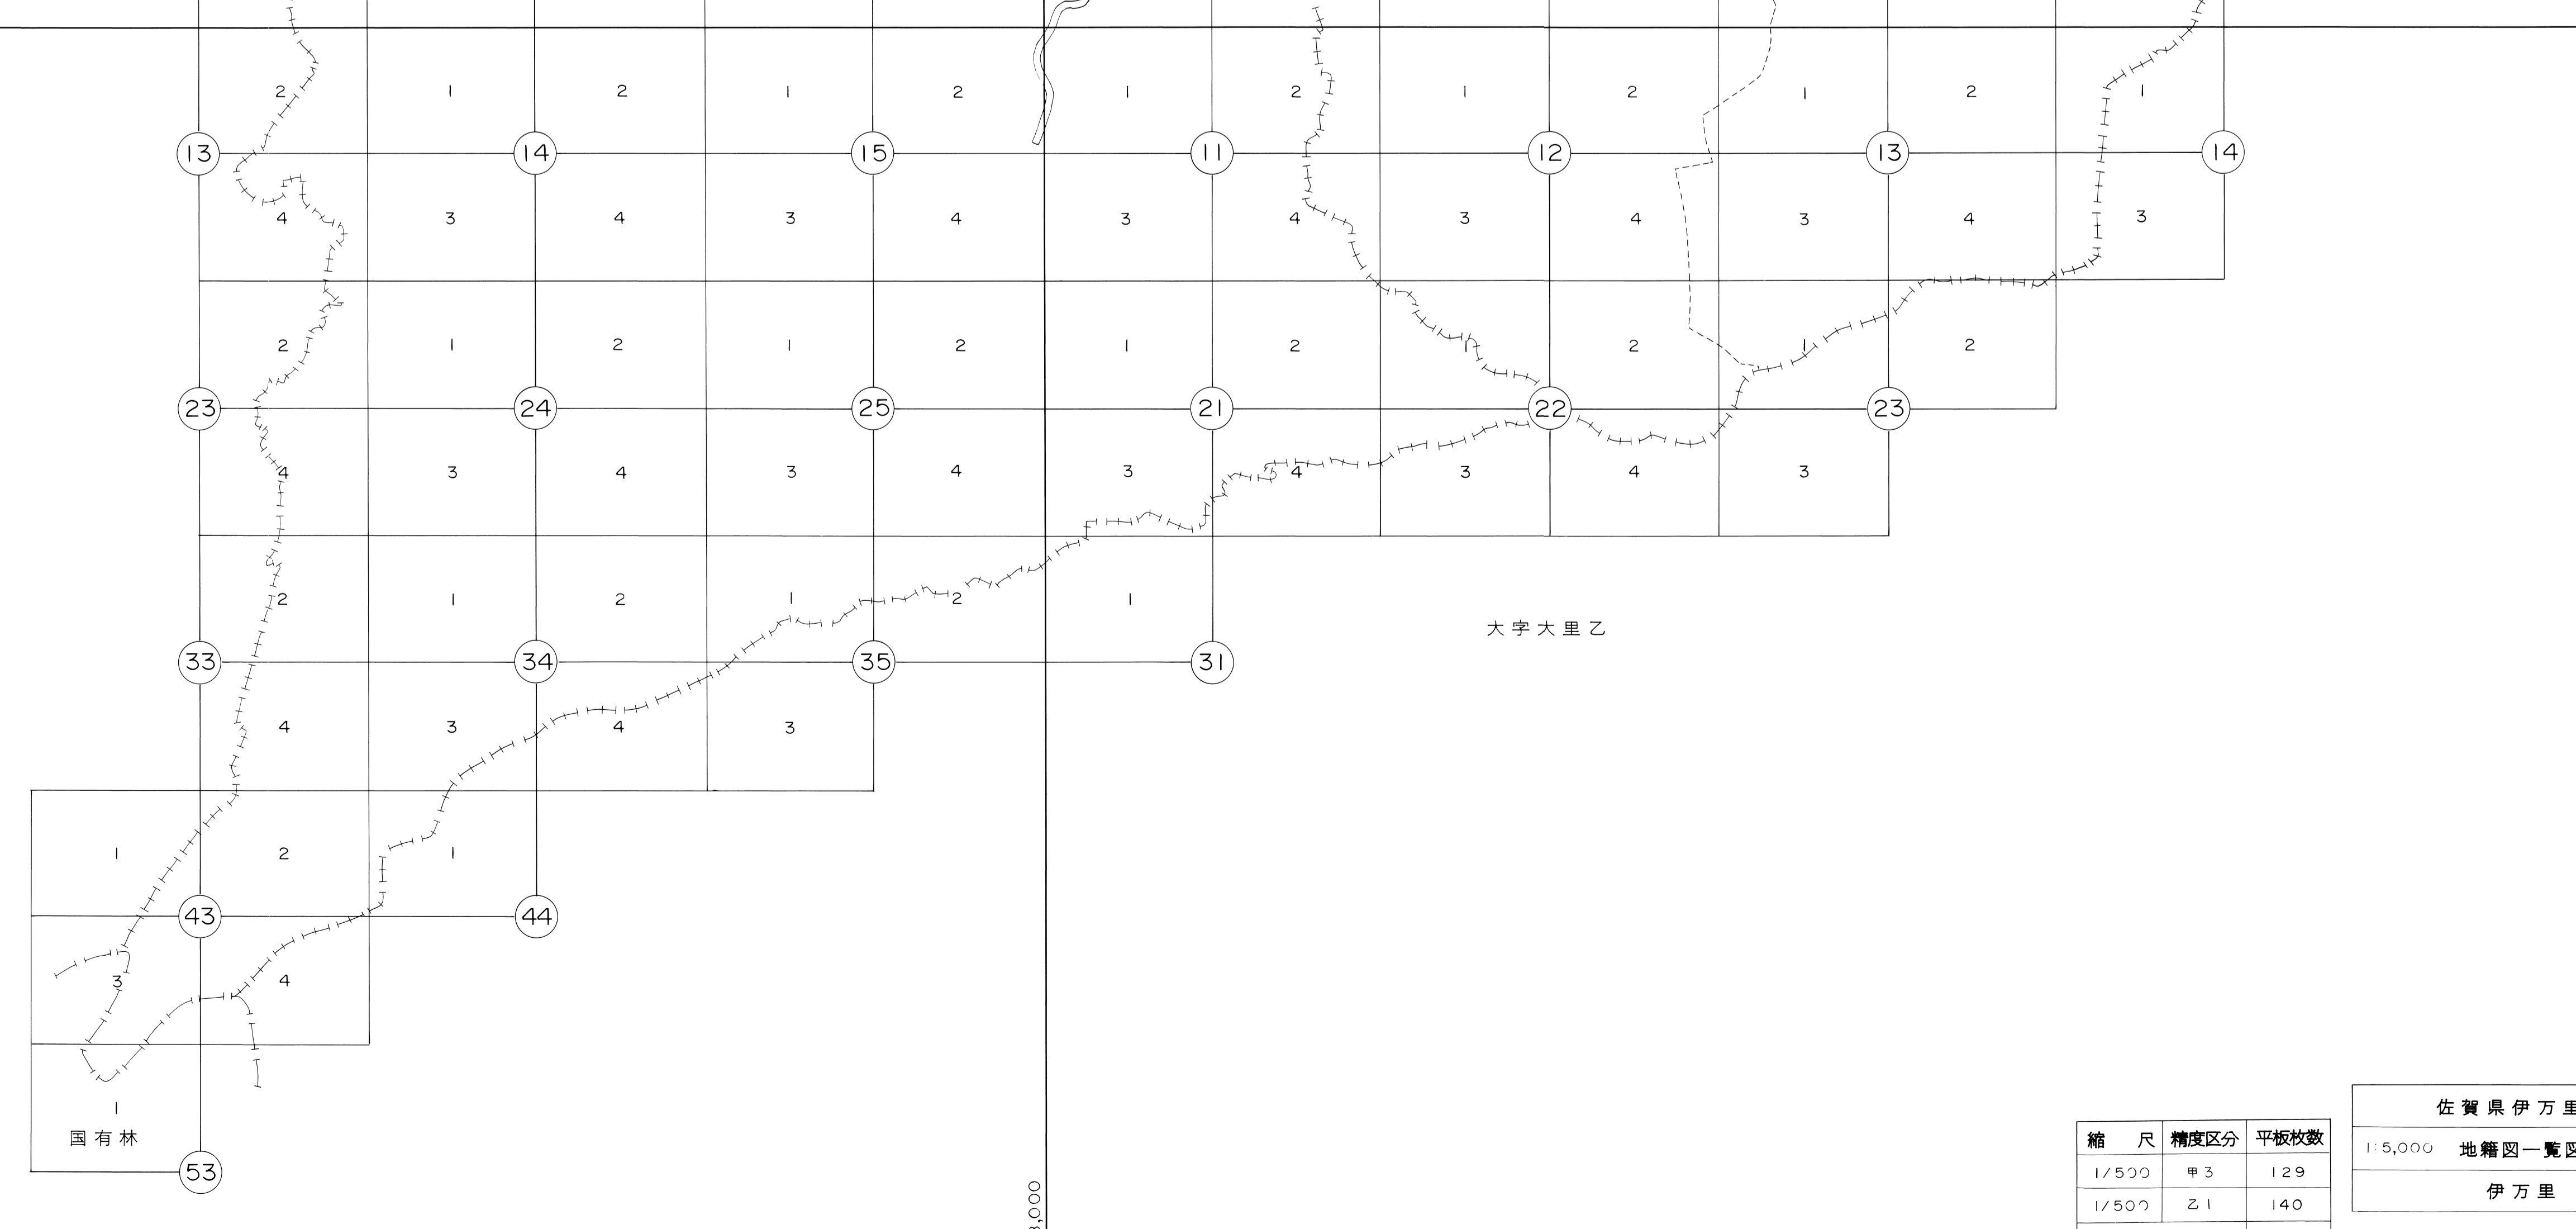 2 1 2 1 2 1 2 1 2 1 2 1
13 14 15 11 12 13 14
4 3 4 3 4 3 4 3 4 3 4 3
2 1 2 1 2 1 2 1 2 1 2
23 24 25 21 22 23
4 3 4 3 4 3 4 3 4 3
2 1 2 1 2 1
大字大里乙
33 34 35 31
4 3 4 3
1 2 1
43 44
3 4
1
国有林
53
,000
縮 尺 精度区分 平板枚数
1/500 甲3 129
1/500 乙1 140
佐賀県伊万里
1:5,000 地籍図一覧図
伊万里